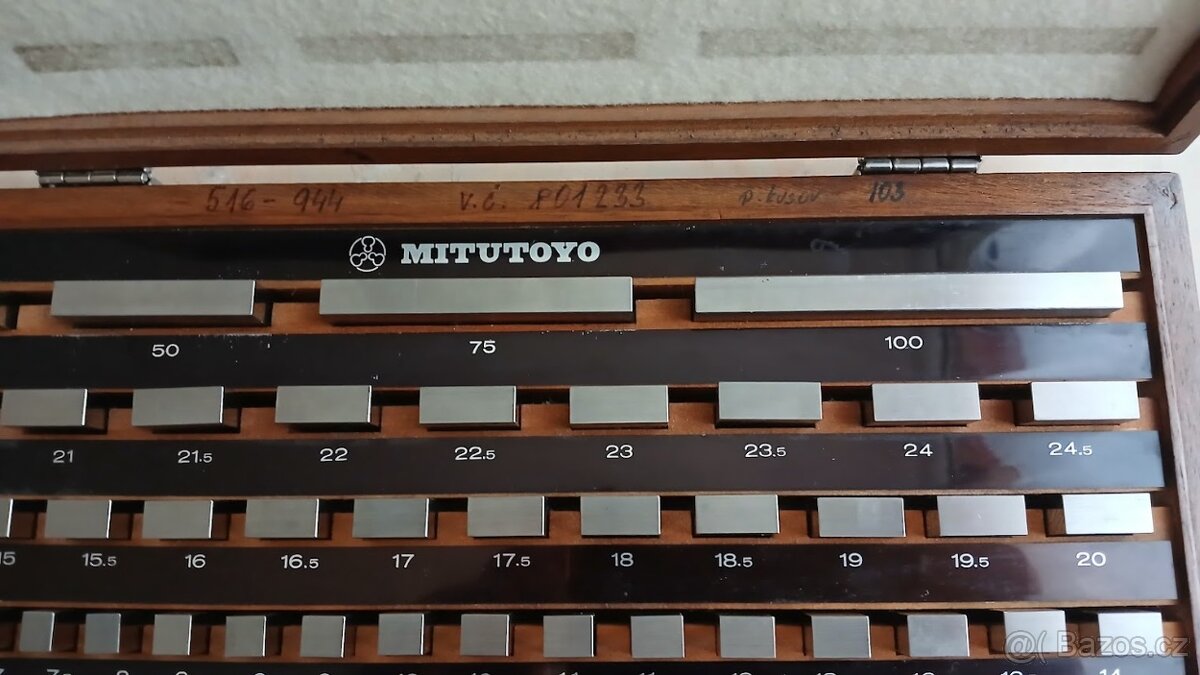 516-944 v.č. 801233 103
MITUTOYO
50 75 100
21 21.5 22 22.5 23 23.5 24 24.5
15 15.5 16 16.5 17 17.5 18 18.5 19 19.5 20
Bazos.cz